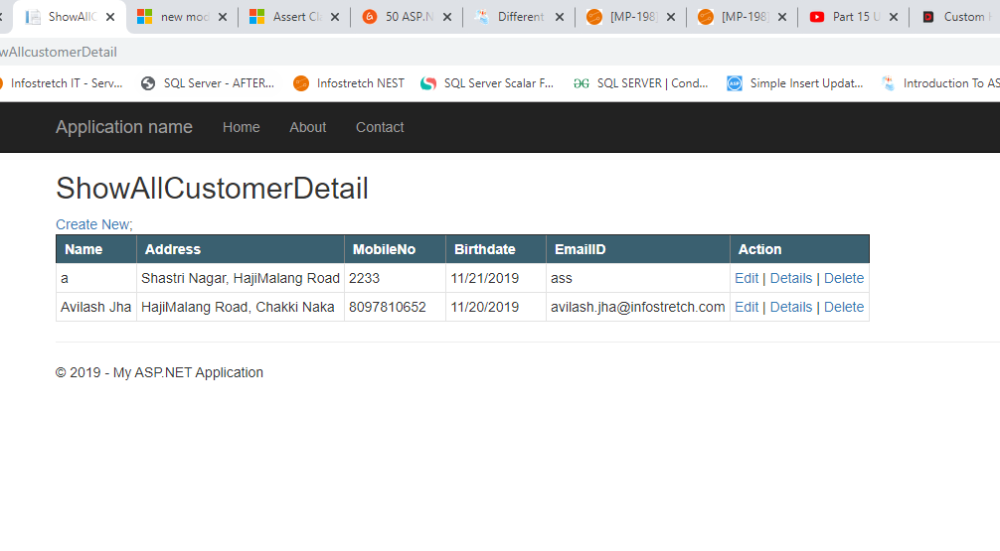 ShowAllC new mod Assert Cl 50 ASP.N Different [MP-198] [MP-198] Part 15 U Custom
wAllcustomerDetail
Infostretch IT - Serv... SQL Server - AFTER... Infostretch NEST SQL Server Scalar F... SQL SERVER | Cond... Simple Insert Updat... Introduction To AS
Application name Home About Contact
ShowAllCustomerDetail
Create New;
Name Address MobileNo Birthdate EmailID Action
a Shastri Nagar, HajiMalang Road 2233 11/21/2019 ass Edit | Details | Delete
Avilash Jha HajiMalang Road, Chakki Naka 8097810652 11/20/2019 avilash.jha@infostretch.com Edit | Details | Delete
© 2019 - My ASP.NET Application